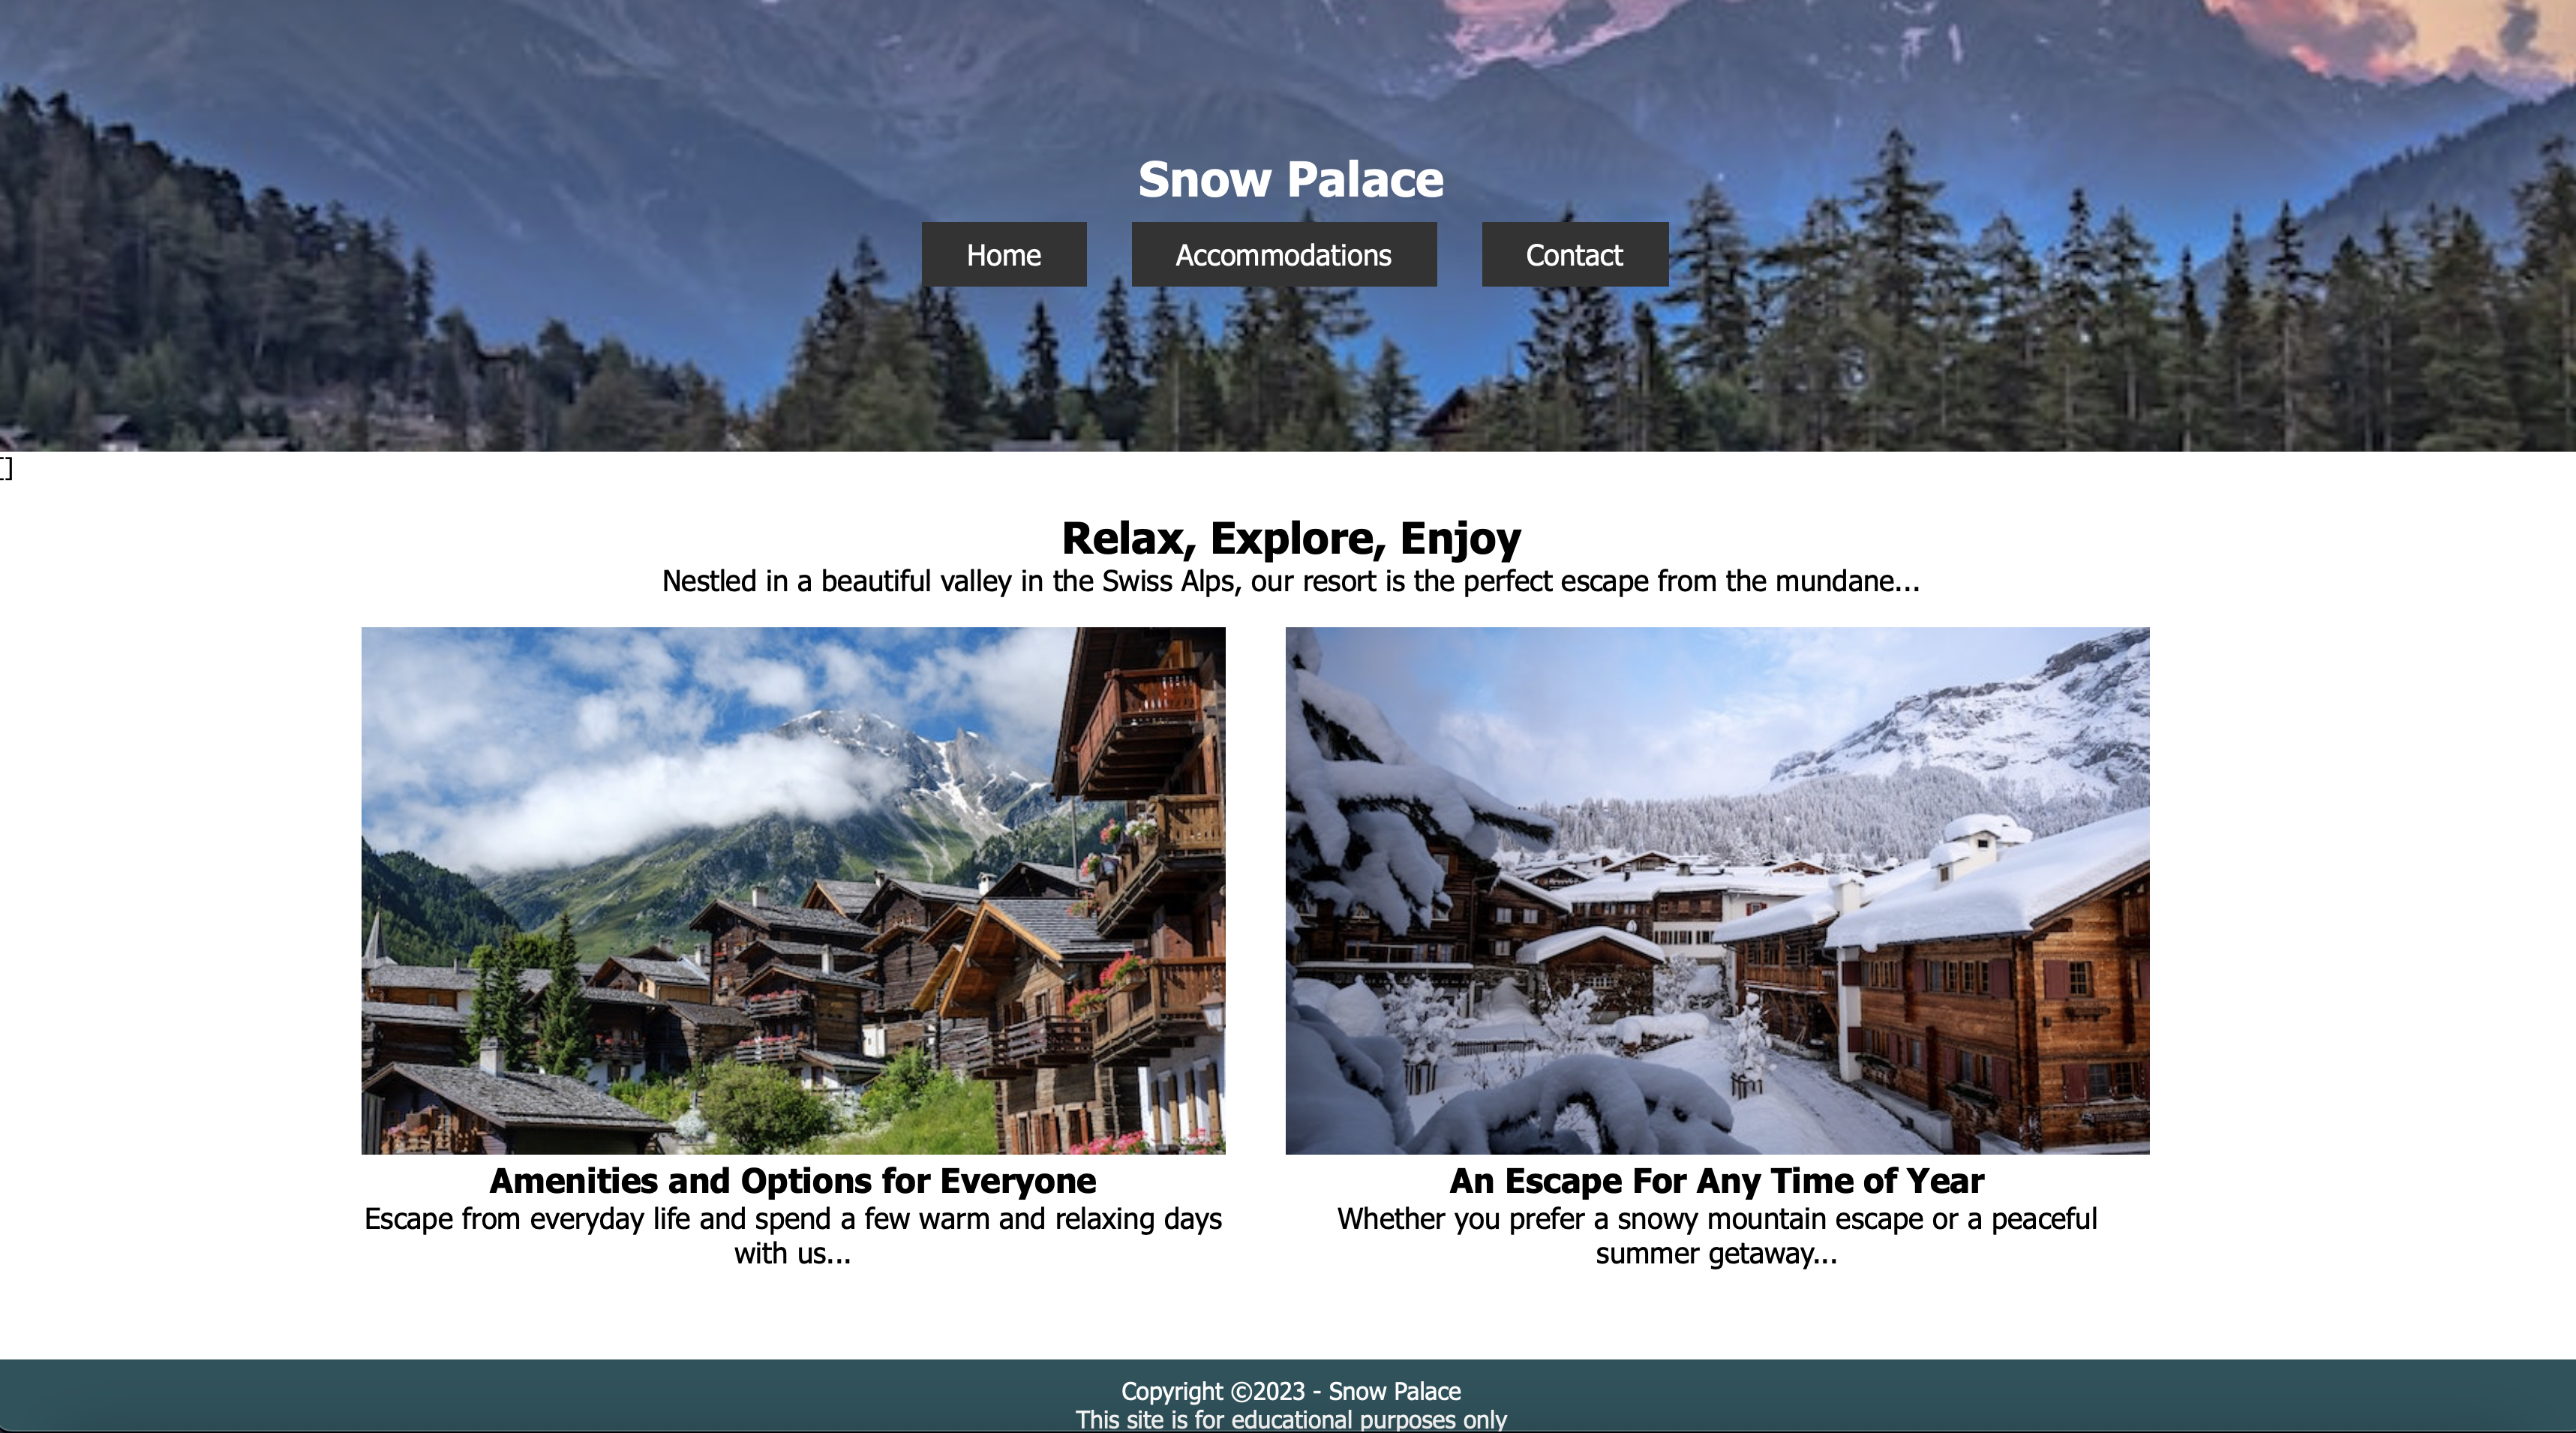 Snow Palace
Home Accommodations Contact
[]
Relax, Explore, Enjoy
Nestled in a beautiful valley in the Swiss Alps, our resort is the perfect escape from the mundane...
Amenities and Options for Everyone
Escape from everyday life and spend a few warm and relaxing days
with us...
An Escape For Any Time of Year
Whether you prefer a snowy mountain escape or a peaceful
summer getaway...
Copyright ©2023 - Snow Palace
This site is for educational purposes only